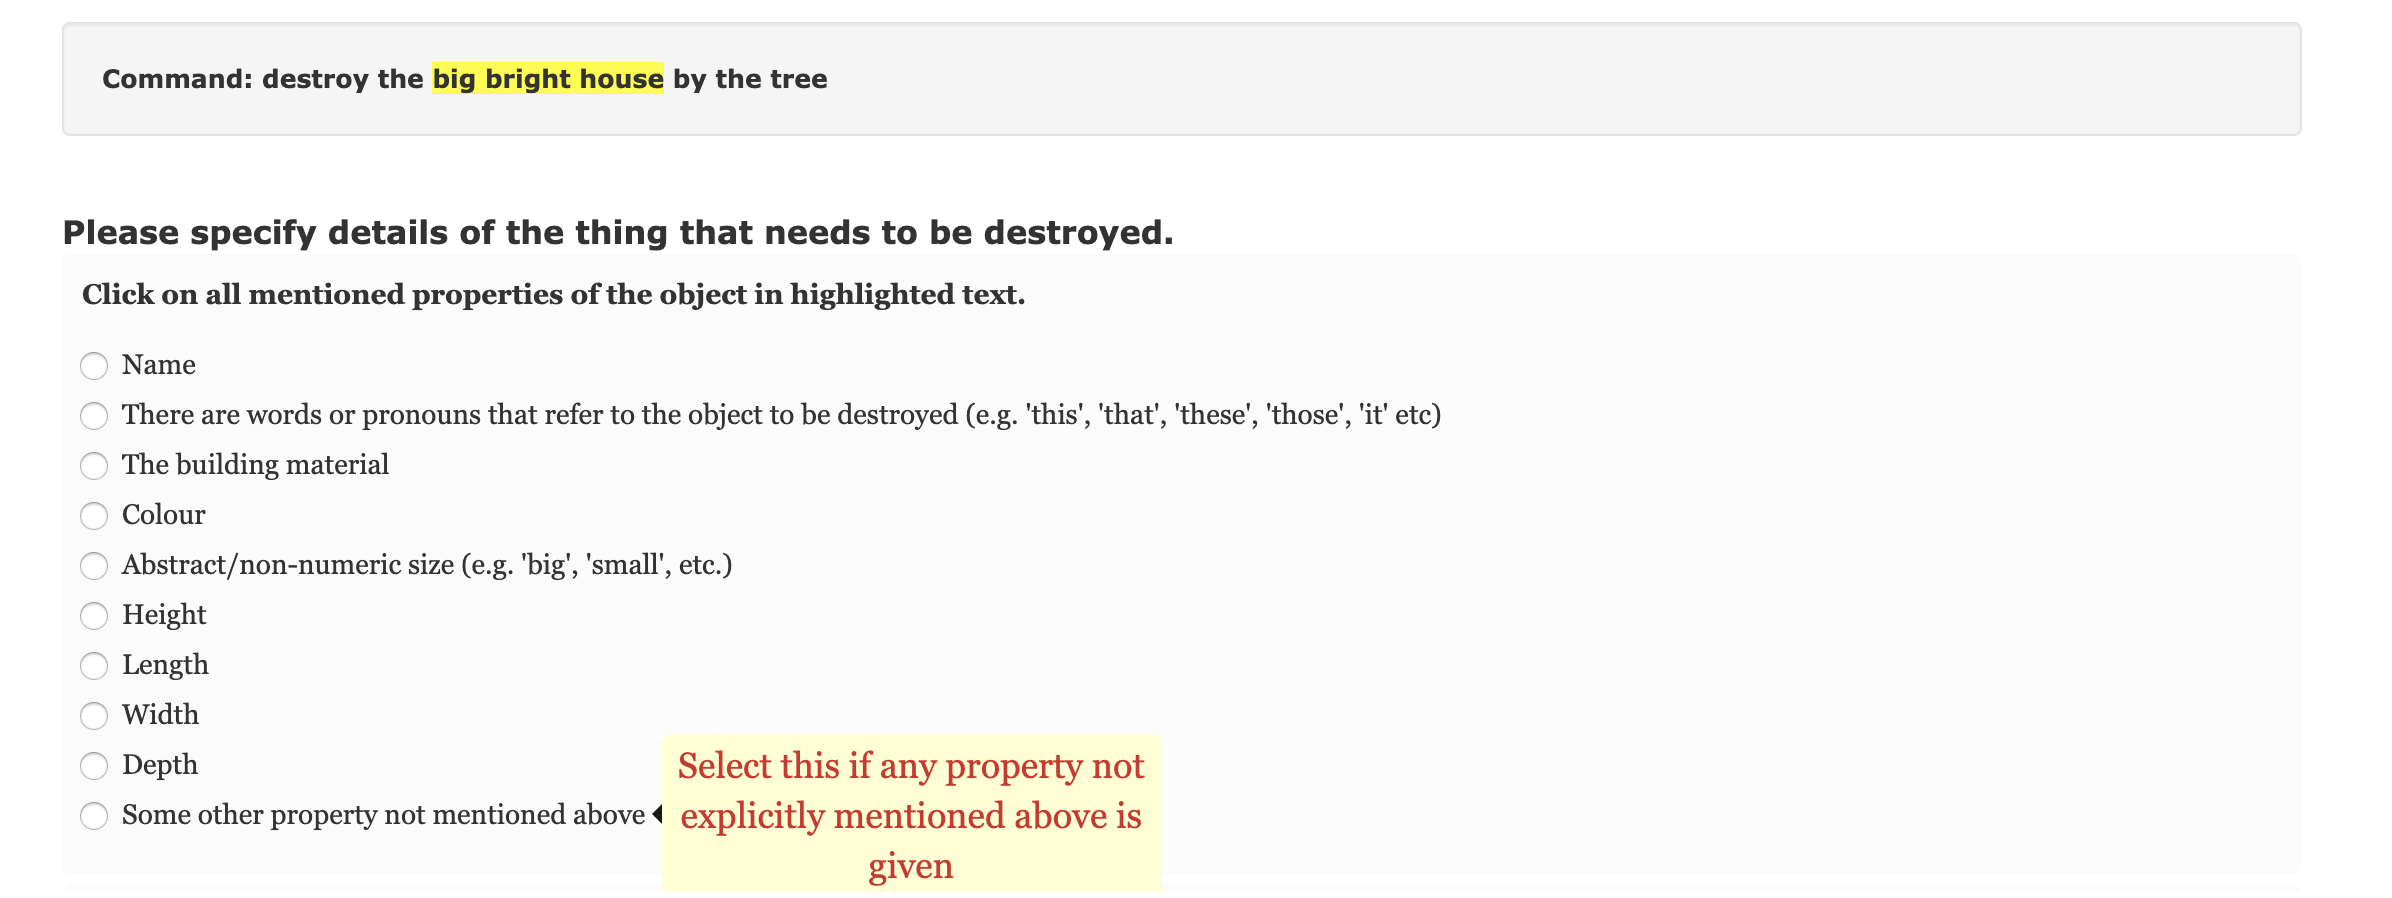 Command: destroy the big bright house by the tree
Please specify details of the thing that needs to be destroyed.
Click on all mentioned properties of the object in highlighted text.
Name
There are words or pronouns that refer to the object to be destroyed (e.g. 'this', 'that', 'these', 'those', 'it' etc)
The building material
Colour
Abstract/non-numeric size (e.g. 'big', 'small', etc.)
Height
Length
Width
Depth
Some other property not mentioned above
Select this if any property not
explicitly mentioned above is
given